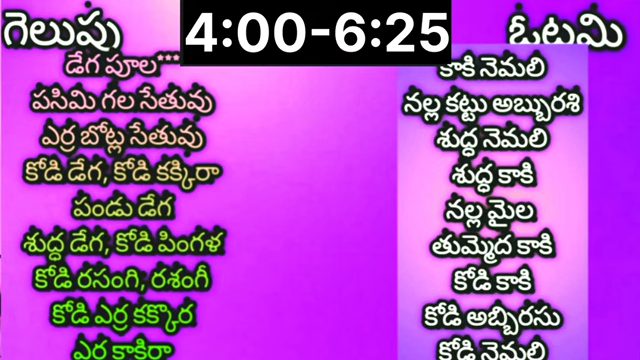 గెలుపు
4:00-6:25
ఓటమి
డేగ పూల***
పసిమి గల సేతువు
ఎర్ర బోట్ల సేతువు
కోడి డేగ, కోడి కక్కిరా
పండు డేగ
శుద్ధ డేగ, కోడి పింగళ
కోడి రసంగి, రశంగీ
కోడి ఎర్ర కక్కెర
ఎర్ర కాకిరా
కాకి నెమలి
నల్ల కట్టు అబ్బురశి
శుద్ధ నెమలి
శుద్ధ కాకి
నల్ల మైల
తుమ్మెద కాకి
కోడి కాకి
కోడి అబ్బిరసు
కోడి నెమలి